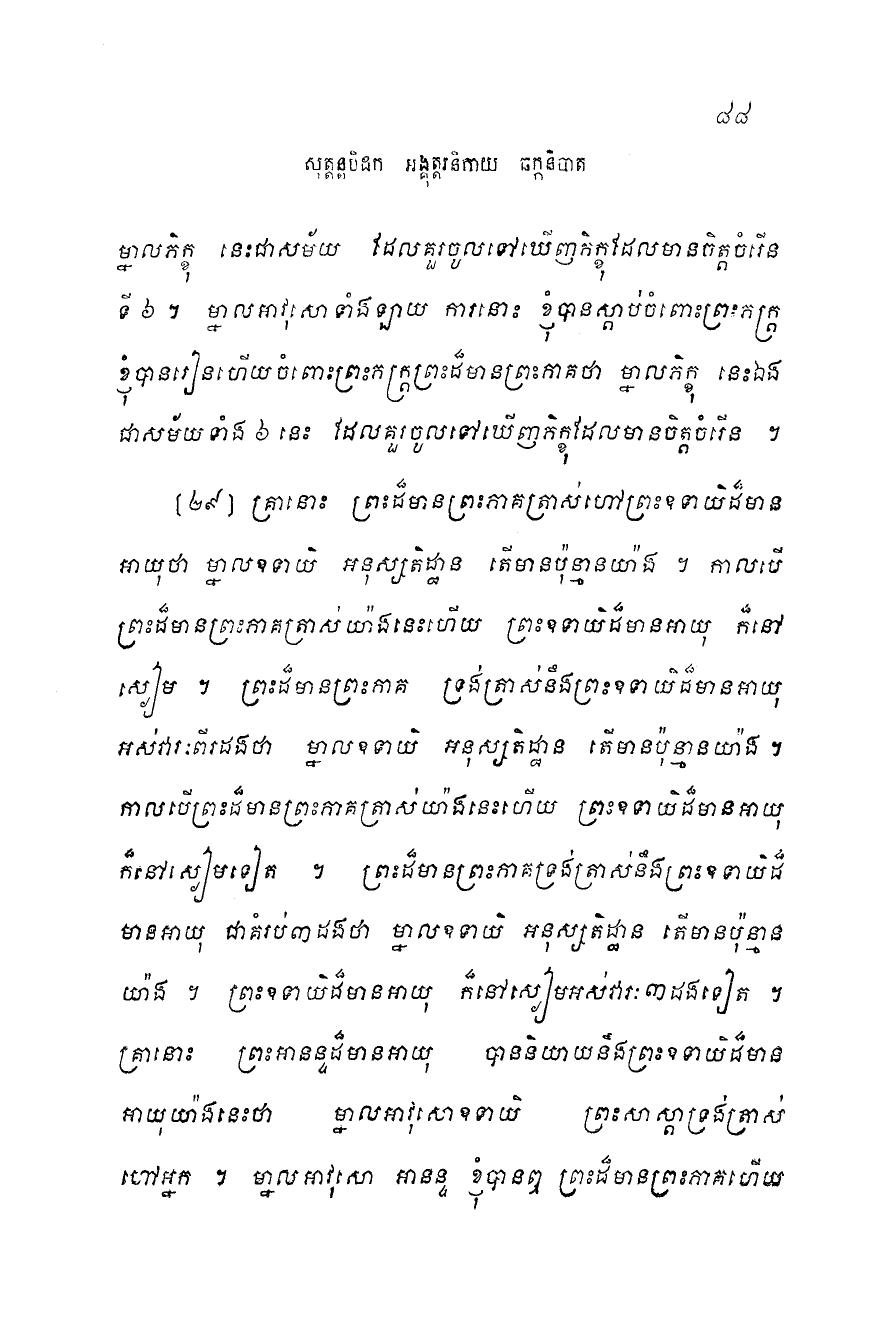 ៨៨
សុត្តន្តបិដក អង្គុត្តរនិកាយ ឆក្កនិបាត
ម្នាលភិក្ខុ នេះជាសម័យ ដែលគួរចូលទៅឃើញភិក្ខុដែលមានចិត្តចំរើន
ទី ៦ ។ ម្នាលអាវុសោទាំងឡាយ ការនោះ ខ្ញុំបានស្តាប់ចំពោះព្រះភក្ត្រ
ខ្ញុំបានរៀនហើយចំពោះព្រះភក្ត្រព្រះដ៏មានព្រះភាគថា ម្នាលភិក្ខុ នេះឯង
ជាសម័យទាំង ៦ នេះ ដែលគួរចូលទៅឃើញភិក្ខុដែលមានចិត្តចំរើន ។
[២៩] គ្រានោះ ព្រះដ៏មានព្រះភាគត្រាស់ហៅព្រះឧទាយិដ៏មាន
អាយុថា ម្នាលឧទាយិ អនុស្សតិដ្ឋាន តើមានប៉ុន្មានយ៉ាង ។ កាលបើ
ព្រះដ៏មានព្រះភាគត្រាស់យ៉ាងនេះហើយ ព្រះឧទាយិដ៏មានអាយុ ក៏នៅ
ស្ងៀម ។ ព្រះដ៏មានព្រះភាគ ទ្រង់ត្រាស់នឹងព្រះឧទាយិដ៏មានអាយុ
អស់វារៈពីរដងថា ម្នាលឧទាយិ អនុស្សតិដ្ឋាន តើមានប៉ុន្មានយ៉ាង ។
កាលបើព្រះដ៏មានព្រះភាគត្រាស់យ៉ាងនេះហើយ ព្រះឧទាយិដ៏មានអាយុ
ក៏នៅស្ងៀមទៀត ។ ព្រះដ៏មានព្រះភាគទ្រង់ត្រាស់នឹងព្រះឧទាយិដ៏
មានអាយុ ជាគំរប់៣ដងថា ម្នាលឧទាយិ អនុស្សតិដ្ឋាន តើមានប៉ុន្មាន
យ៉ាង ។ ព្រះឧទាយិដ៏មានអាយុ ក៏នៅស្ងៀមអស់វារៈ៣ដងទៀត ។
គ្រានោះ ព្រះអានន្ទដ៏មានអាយុ បាននិយាយនឹងព្រះឧទាយិដ៏មាន
អាយុយ៉ាងនេះថា ម្នាលអាវុសោឧទាយិ ព្រះសាស្តាទ្រង់ត្រាស់
ហៅអ្នក ។ ម្នាលអាវុសោ អានន្ទ ខ្ញុំបានឮ ព្រះដ៏មានព្រះភាគហើយ